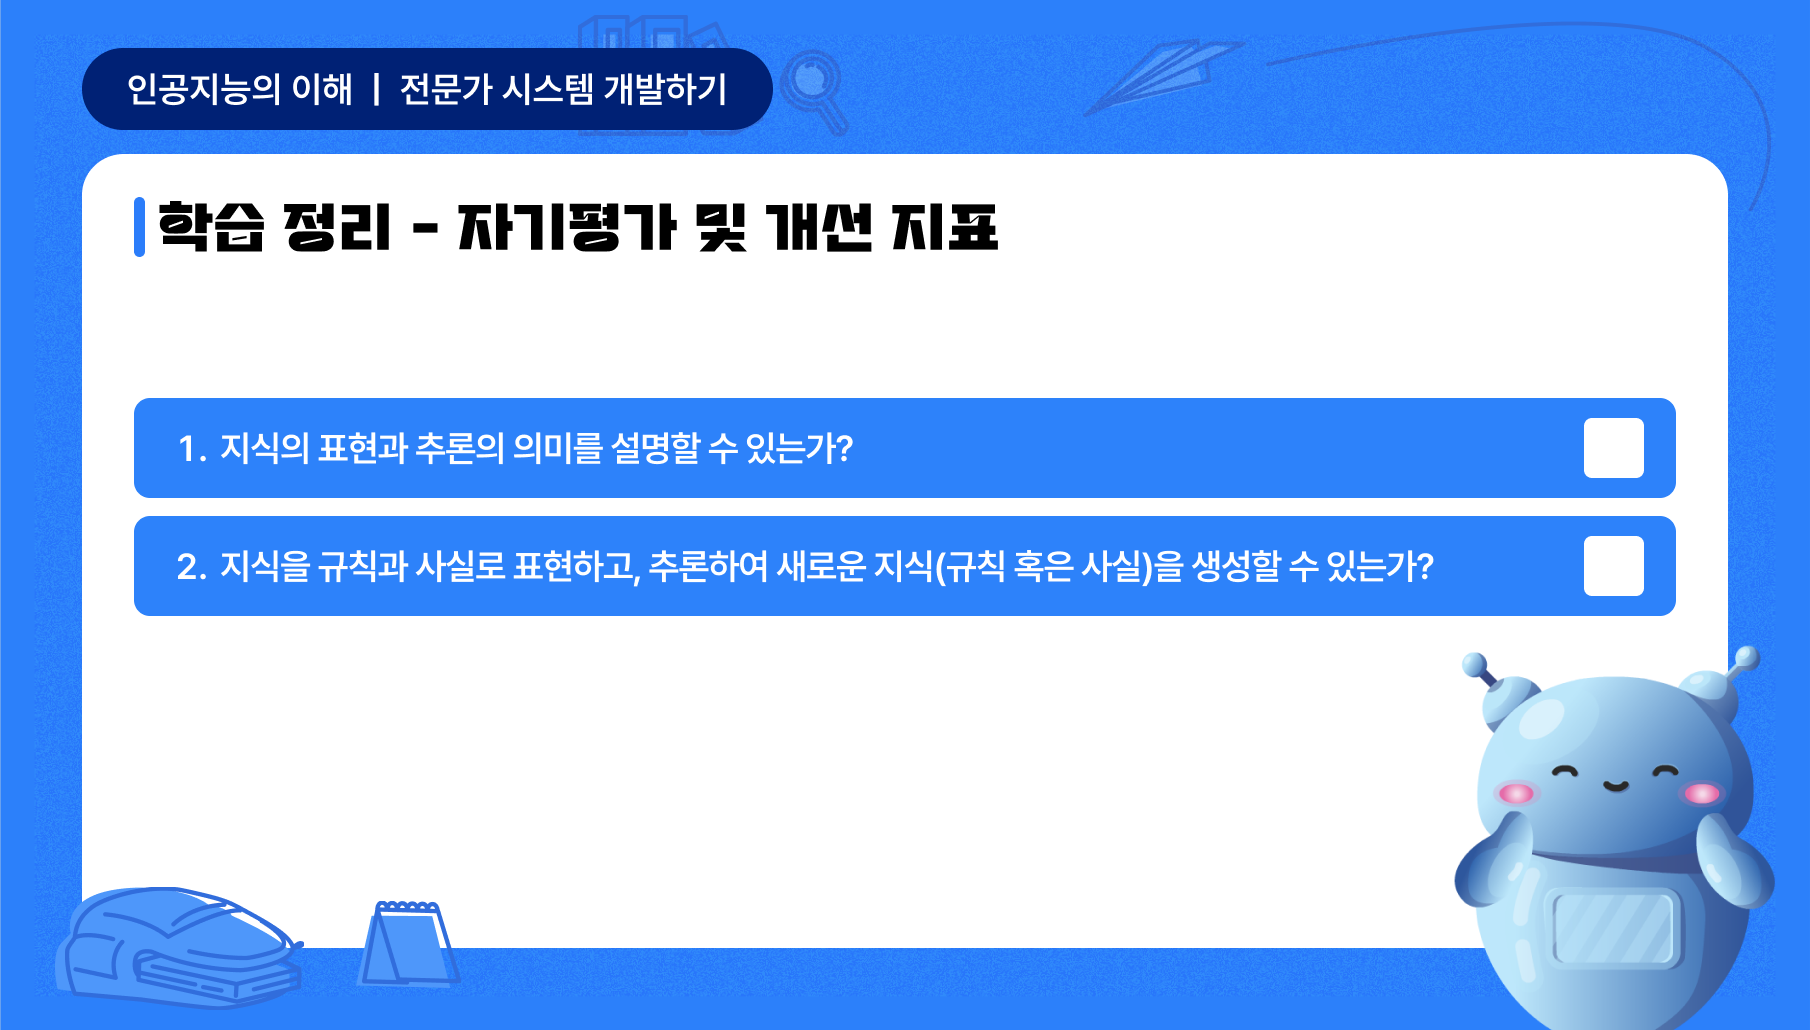 인공지능의 이해 | 전문가 시스템 개발하기
학습 정리 - 자기평가 및 개선 지표
1. 지식의 표현과 추론의 의미를 설명할 수 있는가?
2. 지식을 규칙과 사실로 표현하고, 추론하여 새로운 지식(규칙 혹은 사실)을 생성할 수 있는가?